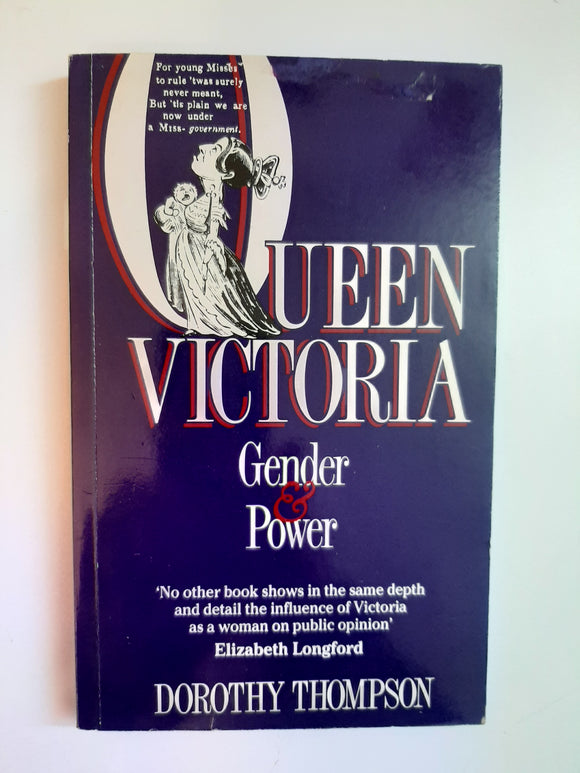 For young Misses
to rule 'twas surely
never meant,
But 'tis plain we are
now under
a MISS- government.
QUEEN
VICTORIA
Gender
&
Power
'No other book shows in the same depth
and detail the influence of Victoria
as a woman on public opinion'
Elizabeth Longford
DOROTHY THOMPSON